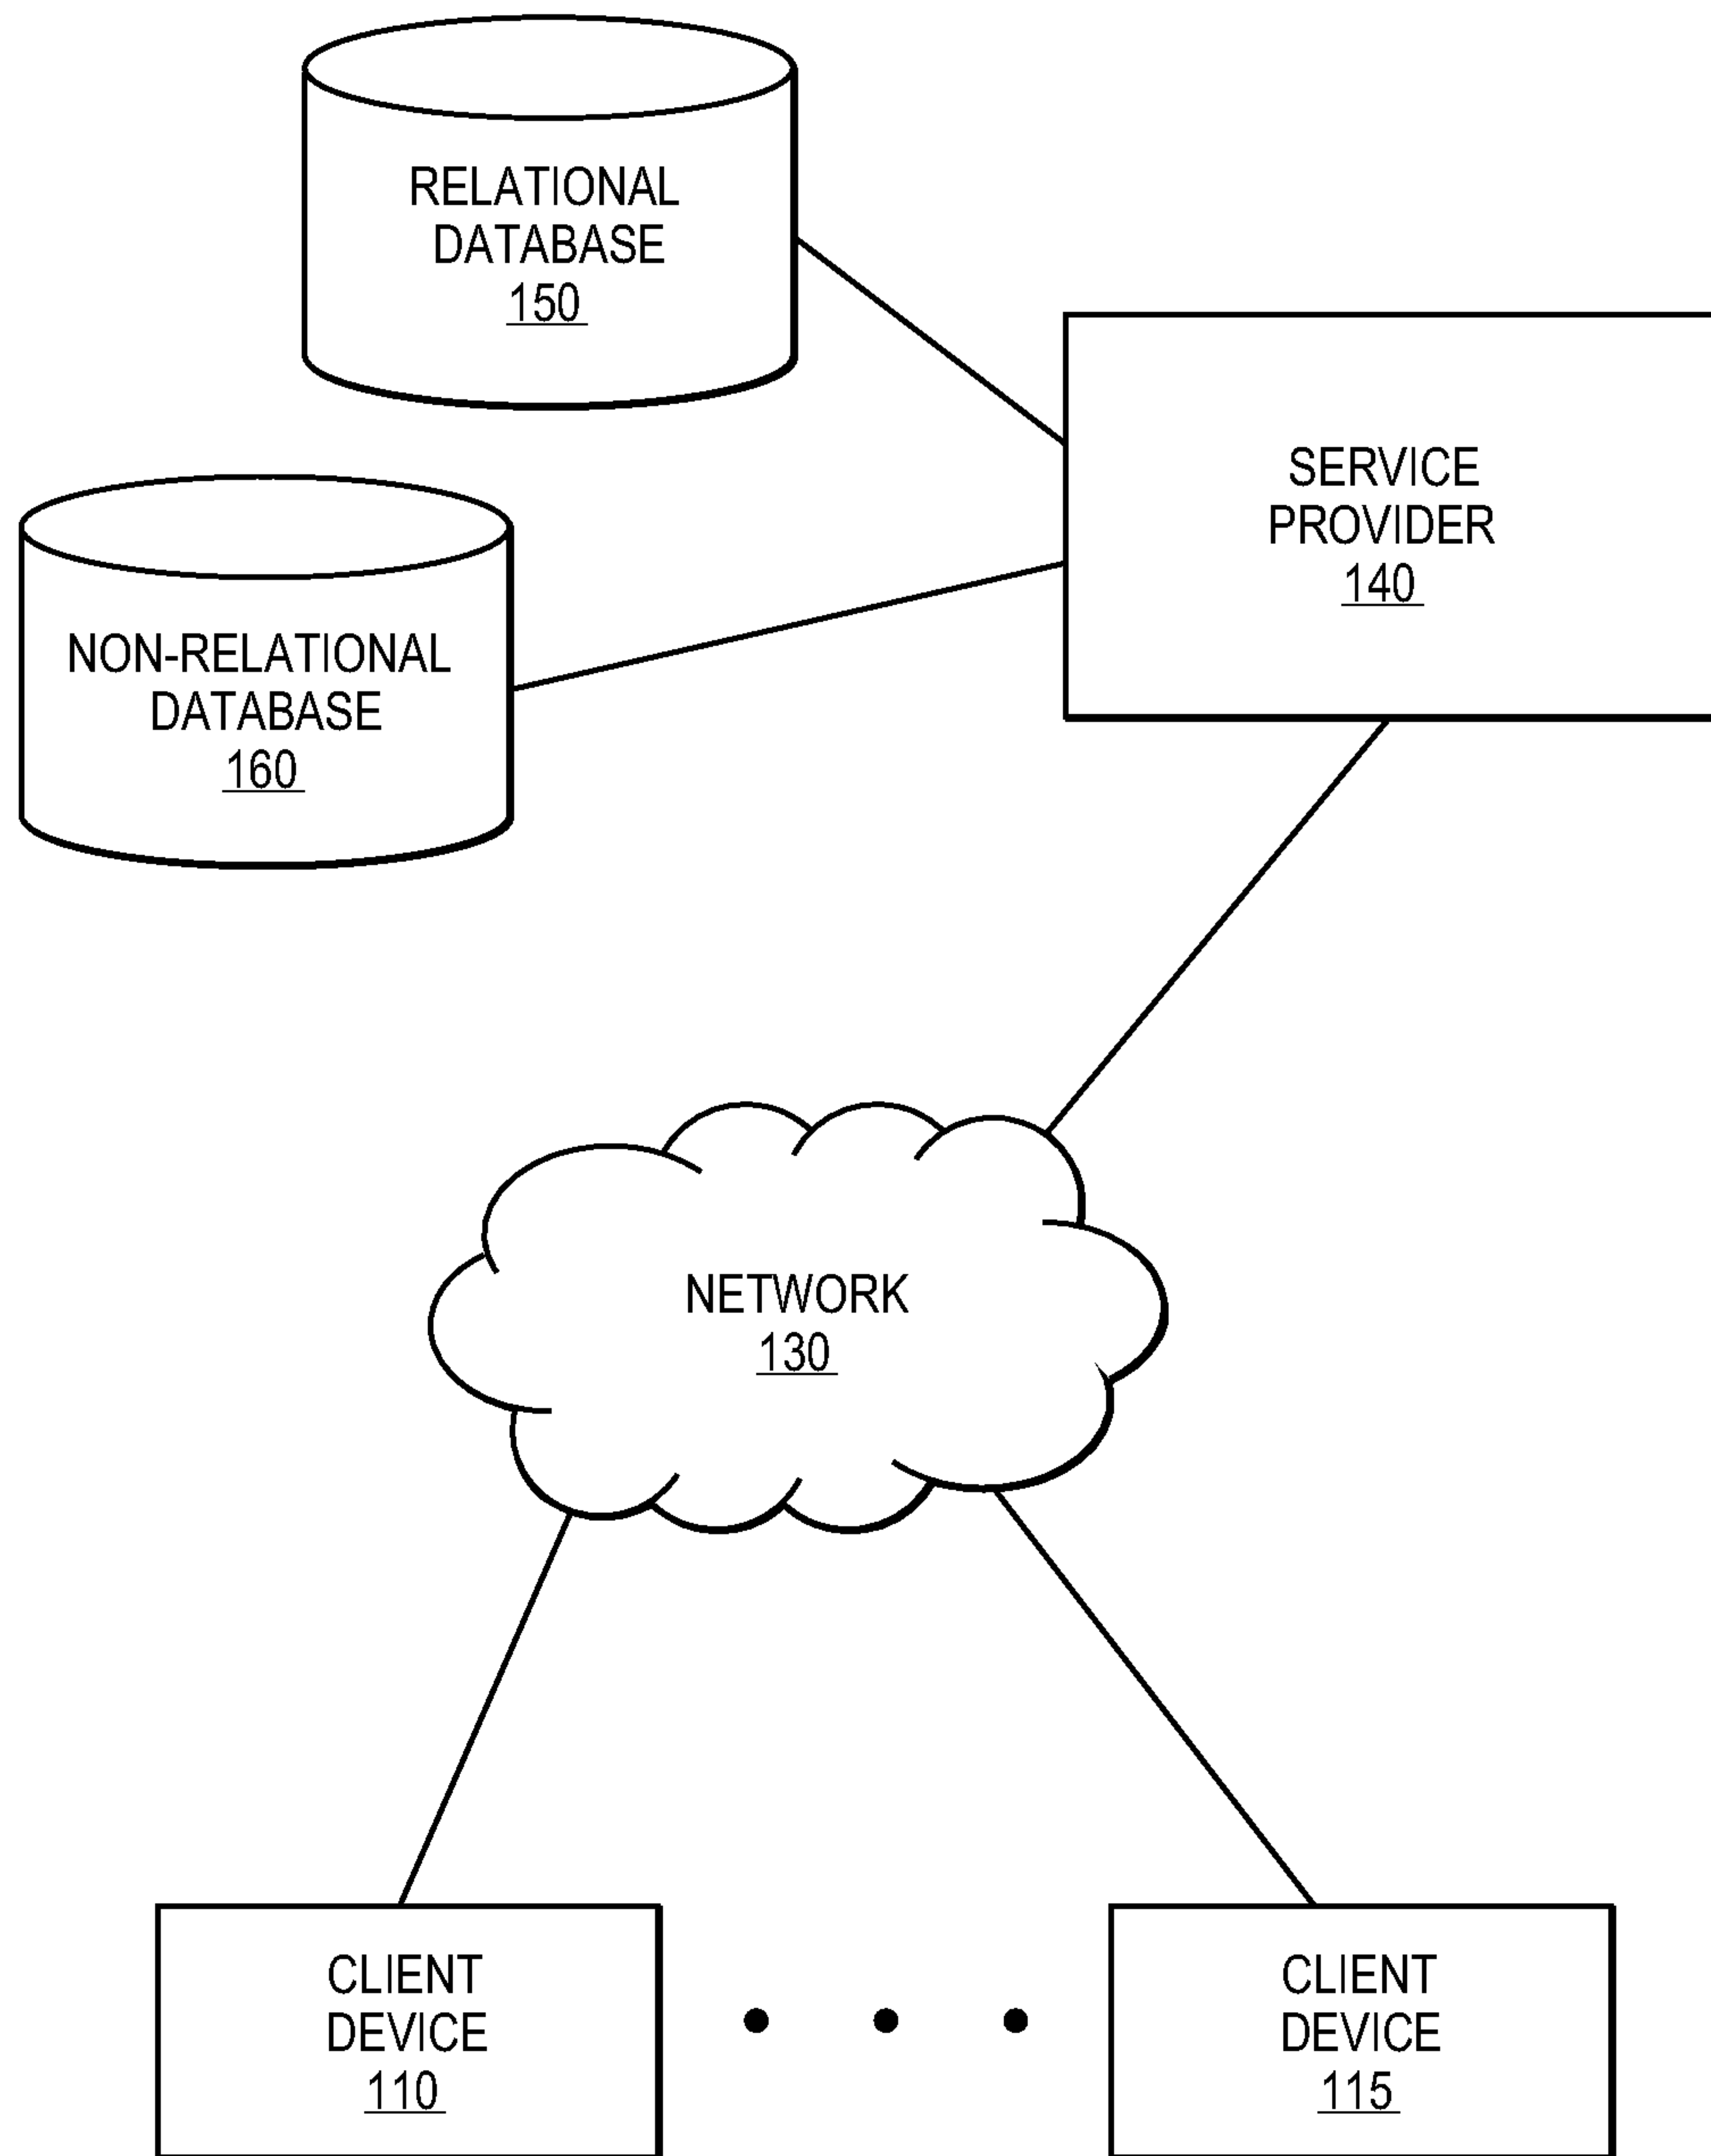 RELATIONAL
DATABASE
150
SERVICE
PROVIDER
140
NON-RELATIONAL
DATABASE
160
NETWORK
130
CLIENT
DEVICE
110
CLIENT
DEVICE
115